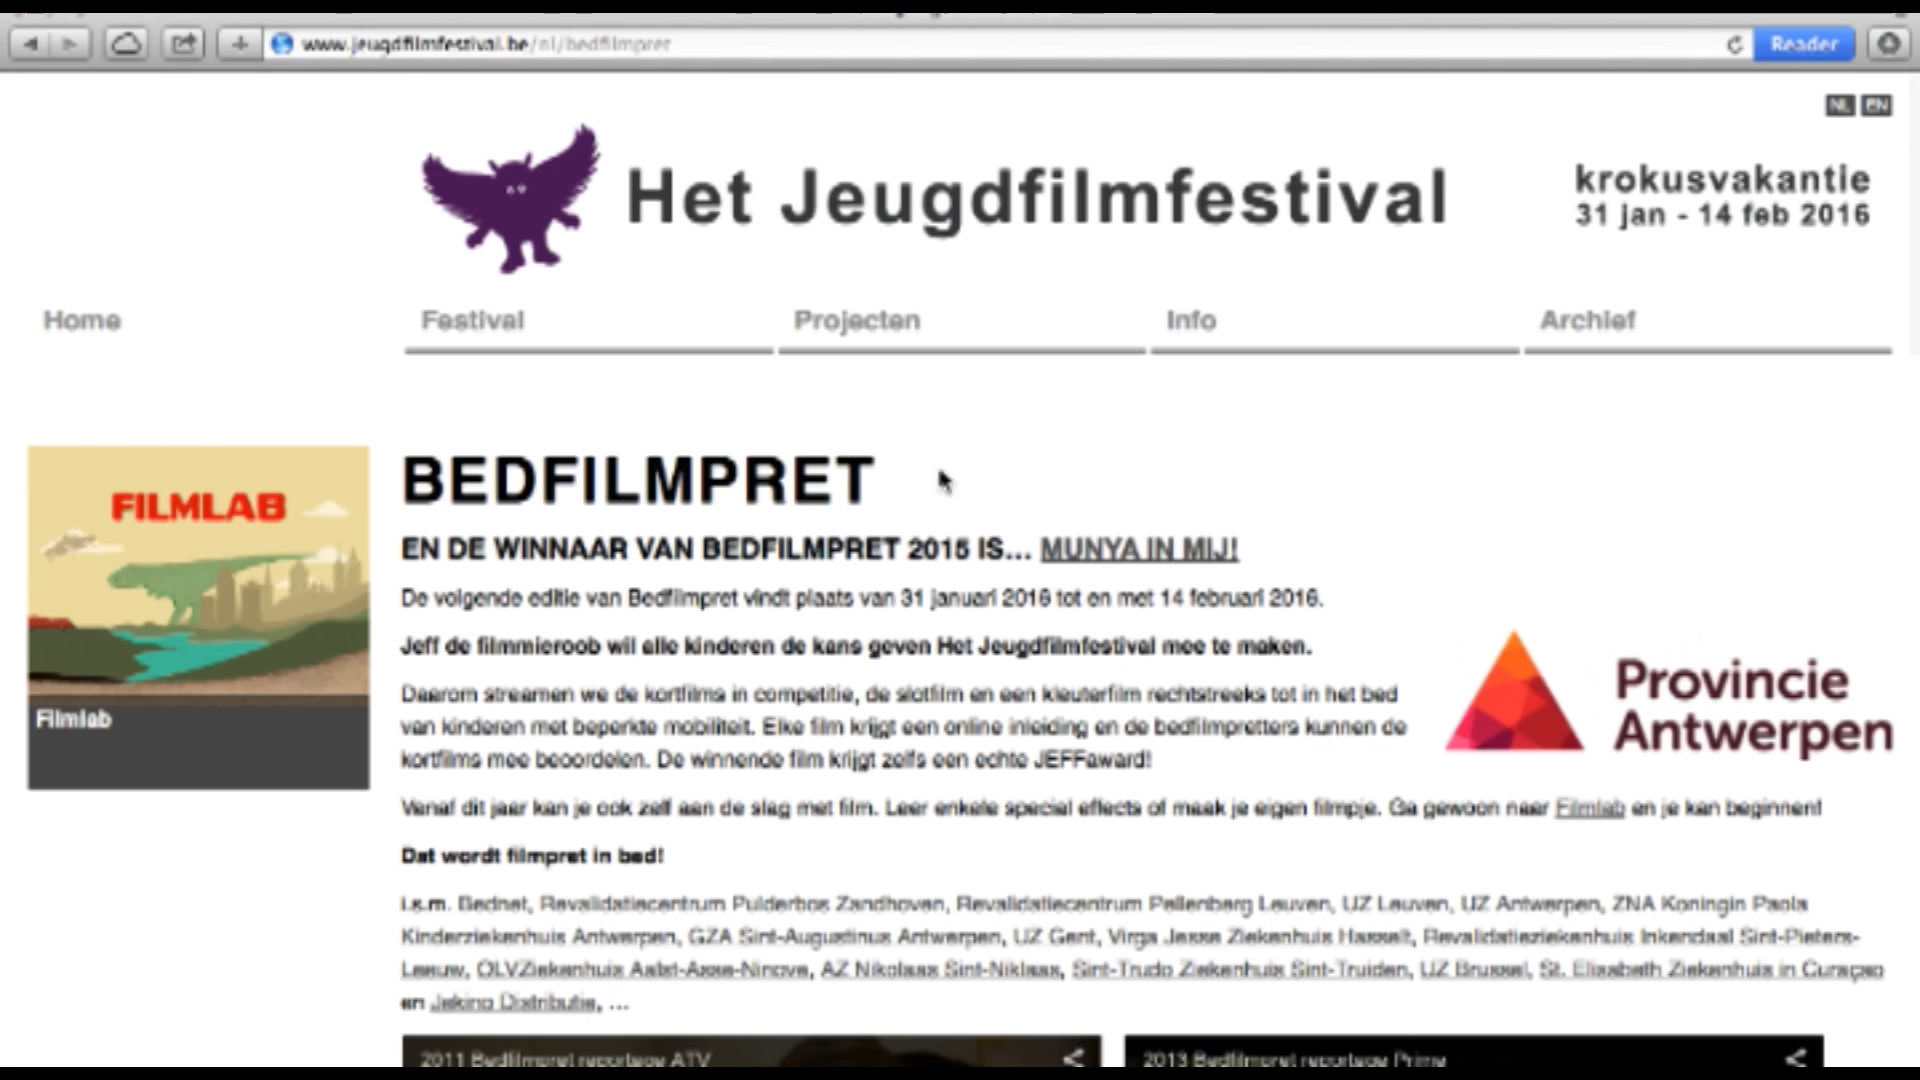 www.jeugdfilmfestival.be/nl/bedfilmpret
Reader
NL EN
Het Jeugdfilmfestival
krokusvakantie
31 jan - 14 feb 2016
Home
Festival
Projecten
Info
Archief
FILMLAB
Filmlab
BEDFILMPRET
EN DE WINNAAR VAN BEDFILMPRET 2015 IS... MUNYA IN MIJ!
De volgende editie van Bedfilmpret vindt plaats van 31 januari 2016 tot en met 14 februari 2016.
Jeff de filmmicroob wil alle kinderen de kans geven Het Jeugdfilmfestival mee te maken.
Daarom streamen we de kortfilms in competitie, de slotfilm en een kleuterfilm rechtstreeks tot in het bed
van kinderen met beperkte mobiliteit. Elke film krijgt een online inleiding en de bedfilmpretters kunnen de
kortfilms mee beoordelen. De winnende film krijgt zelfs een echte JEFFaward!
Provincie
Antwerpen
Vanaf dit jaar kan je ook zelf aan de slag met film. Leer enkele special effects of maak je eigen filmpje. Ga gewoon naar Filmlab en je kan beginnen!
Dat wordt filmpret in bed!
i.s.m. Bednet, Revalidatiecentrum Pulderbos Zandhoven, Revalidatiecentrum Pellenberg Leuven, UZ Leuven, UZ Antwerpen, ZNA Koningin Paola
Kinderziekenhuis Antwerpen, GZA Sint-Augustinus Antwerpen, UZ Gent, Virga Jesse Ziekenhuis Hasselt, Revalidatieziekenhuis Inkendaal Sint-Pieters-
Leeuw, OLVZiekenhuis Aalst-Asse-Ninove, AZ Nikolaas Sint-Niklaas, Sint-Trudo Ziekenhuis Sint-Truiden, UZ Brussel, St. Elisabeth Ziekenhuis in Curaçao
en Jekino Distributie, ...
2011 Bedfilmpret reportage ATV
2013 Bedfilmpret reportage Prime